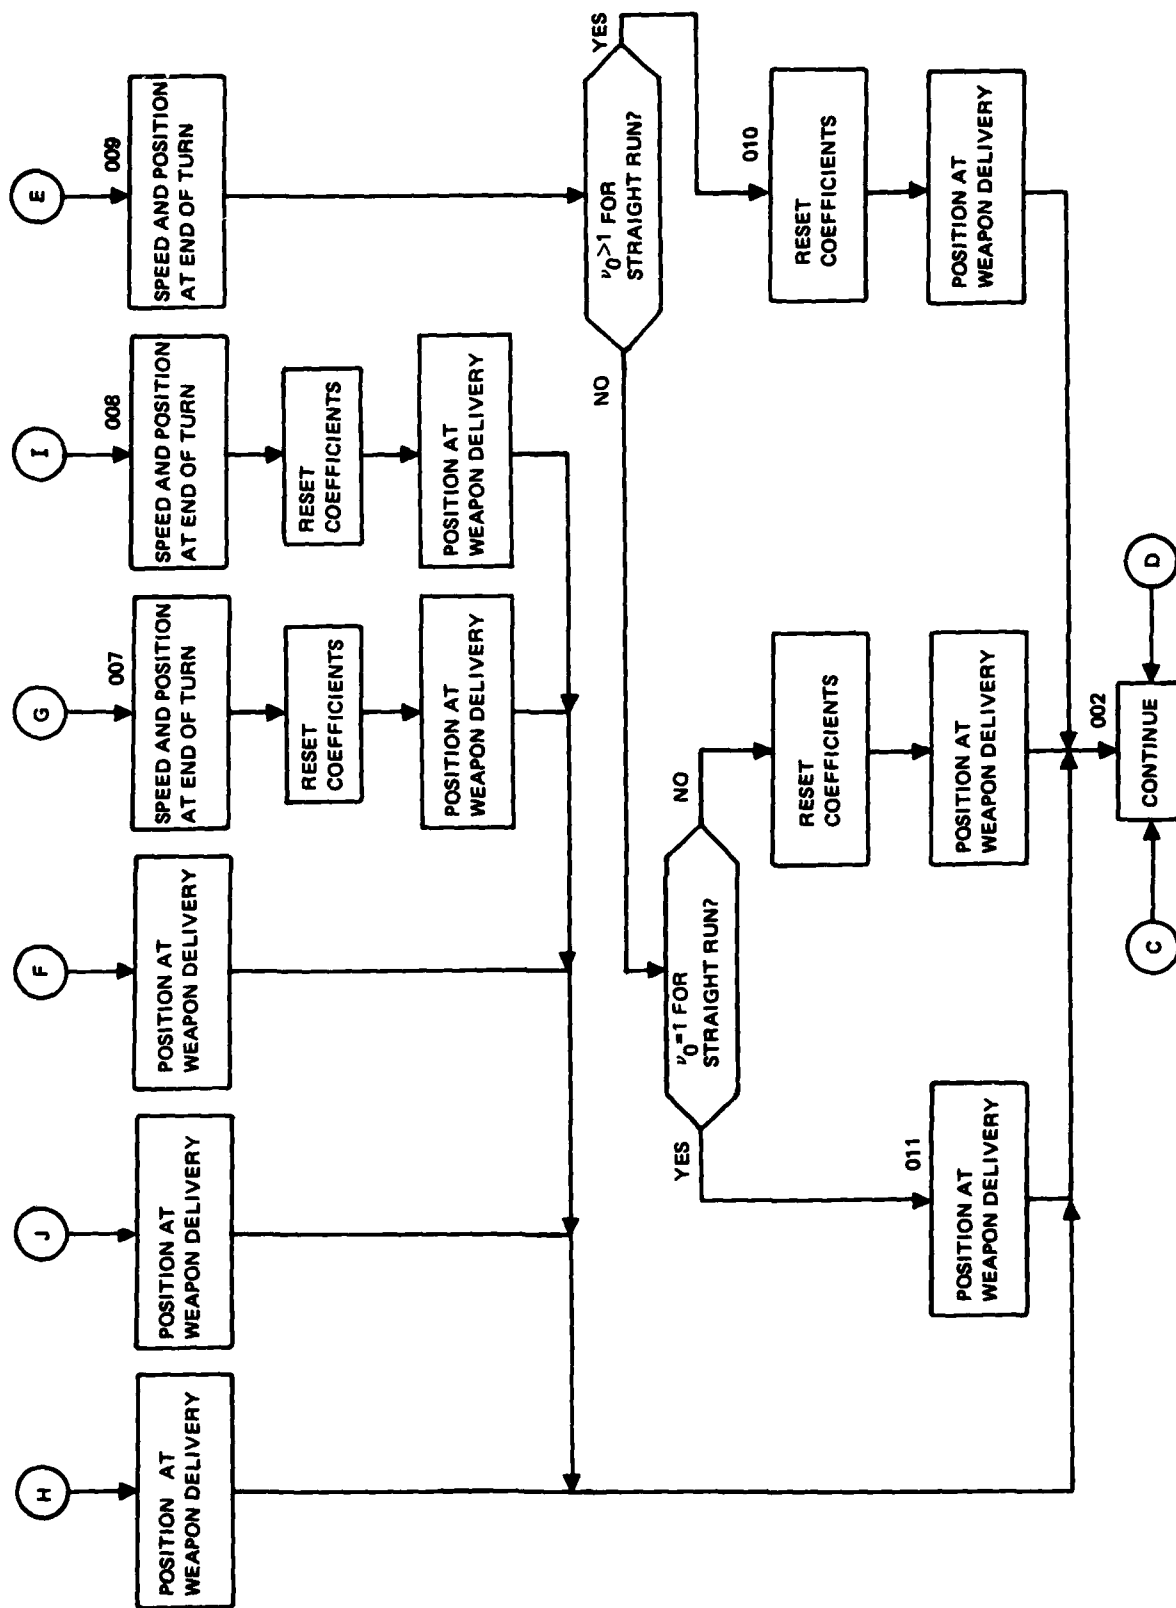 H
POSITION AT
WEAPON DELIVERY
J
POSITION AT
WEAPON DELIVERY
F
POSITION AT
WEAPON DELIVERY
G
007
SPEED AND POSITION
AT END OF TURN
RESET
COEFFICIENTS
POSITION AT
WEAPON DELIVERY
I
008
SPEED AND POSITION
AT END OF TURN
RESET
COEFFICIENTS
POSITION AT
WEAPON DELIVERY
E
009
SPEED AND POSITION
AT END OF TURN
ν0>1 FOR
STRAIGHT RUN?
NO
YES
ν0=1 FOR
STRAIGHT RUN?
YES
NO
011
POSITION AT
WEAPON DELIVERY
RESET
COEFFICIENTS
POSITION AT
WEAPON DELIVERY
010
RESET
COEFFICIENTS
POSITION AT
WEAPON DELIVERY
C
002
CONTINUE
D